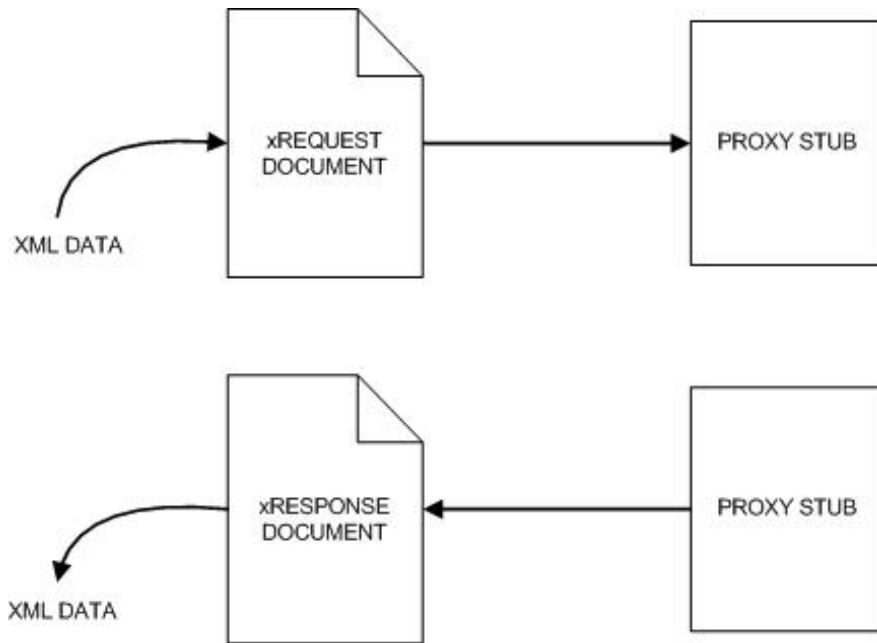 xREQUEST
DOCUMENT
PROXY STUB
XML DATA
xRESPONSE
DOCUMENT
PROXY STUB
XML DATA